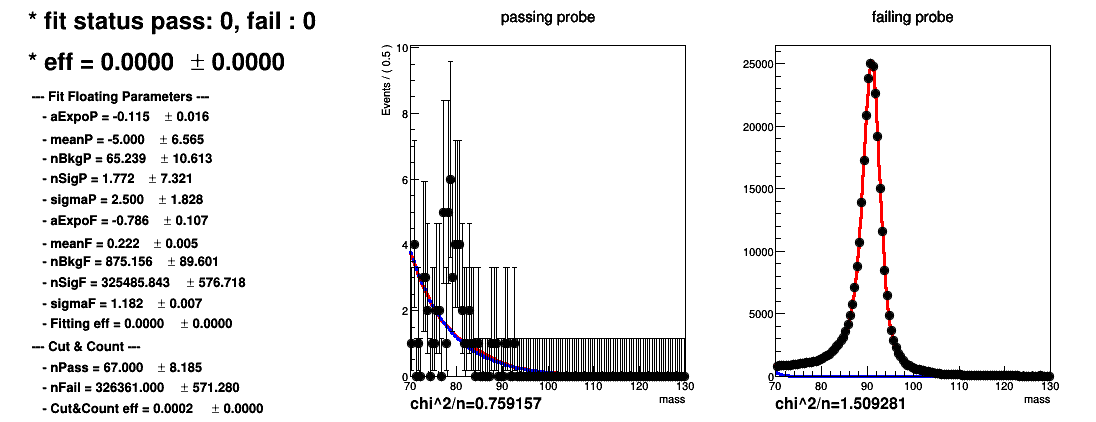 * fit status pass: 0, fail : 0
* eff = 0.0000 ± 0.0000
--- Fit Floating Parameters ---
- aExpoP = -0.115 ± 0.016
- meanP = -5.000 ± 6.565
- nBkgP = 65.239 ± 10.613
- nSigP = 1.772 ± 7.321
- sigmaP = 2.500 ± 1.828
- aExpoF = -0.786 ± 0.107
- meanF = 0.222 ± 0.005
- nBkgF = 875.156 ± 89.601
- nSigF = 325485.843 ± 576.718
- sigmaF = 1.182 ± 0.007
- Fitting eff = 0.0000 ± 0.0000
--- Cut & Count ---
- nPass = 67.000 ± 8.185
- nFail = 326361.000 ± 571.280
- Cut&Count eff = 0.0002 ± 0.0000
passing probe
Events / ( 0.5 )
10
8
6
4
2
0
70 80 90 100 110 120 130
mass
chi^2/n=0.759157
failing probe
25000
20000
15000
10000
5000
0
70 80 90 100 110 120 130
mass
chi^2/n=1.509281